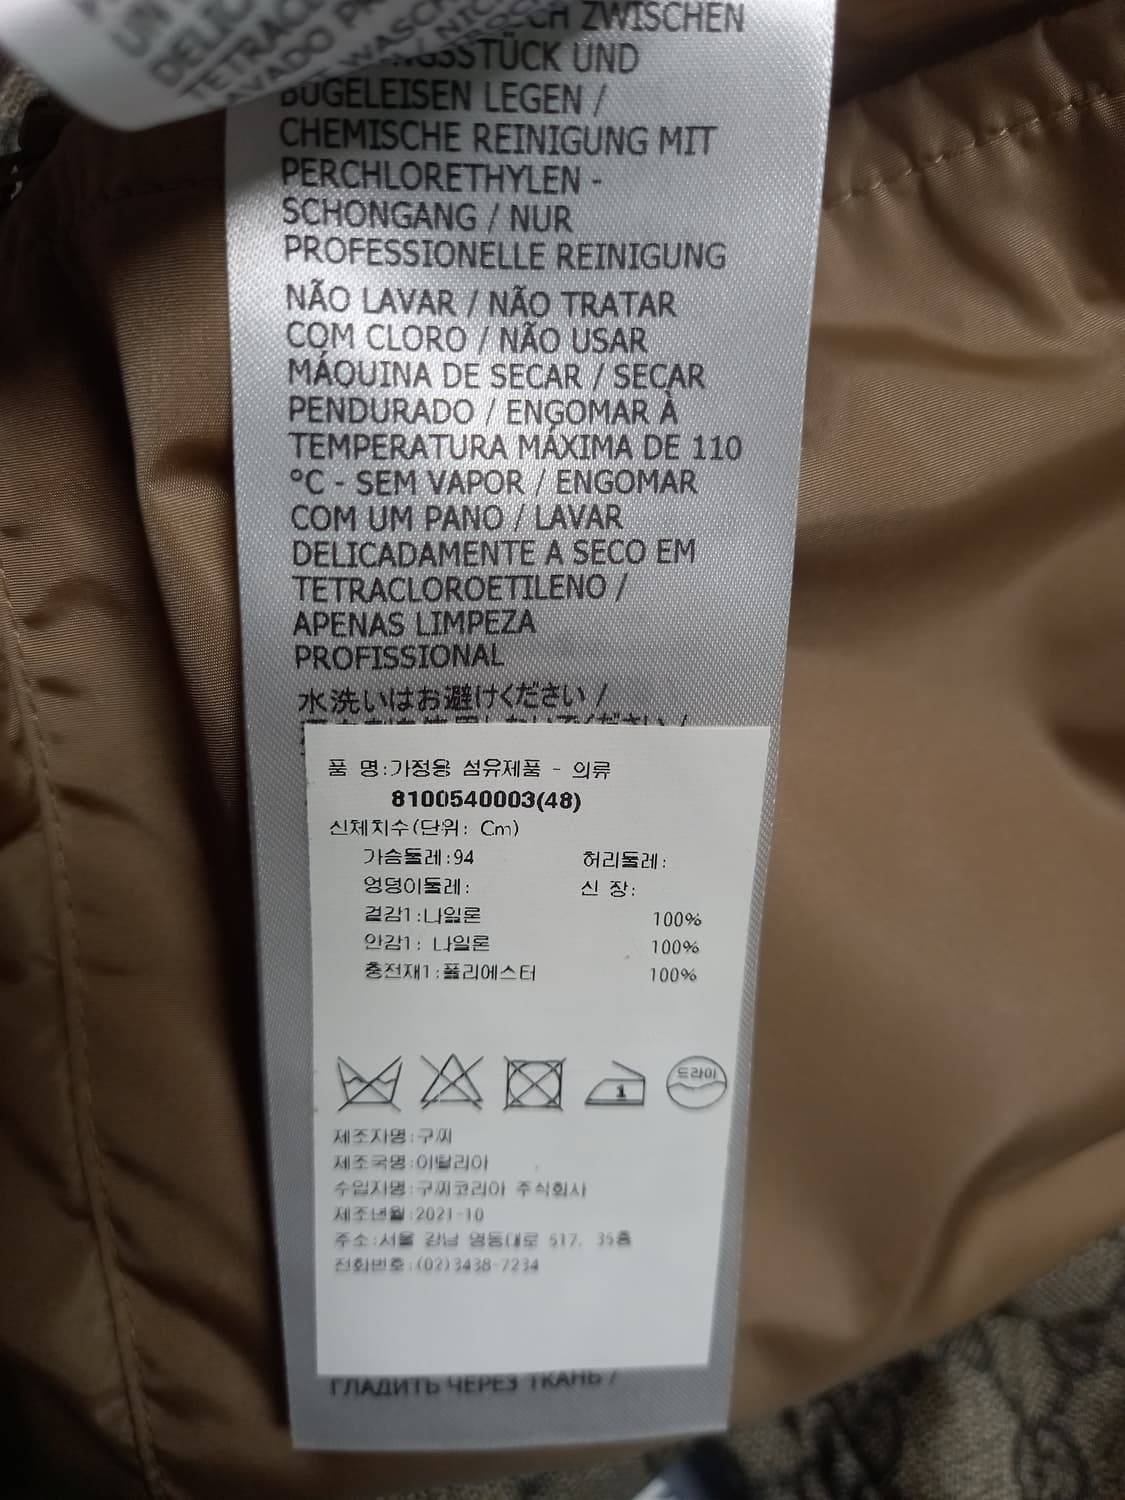 UN
DELIC
TETRAC
LAVADO PR
WASCH
NIC
ZWISCHEN
GSSTÜCK UND
BÜGELEISEN LEGEN /
CHEMISCHE REINIGUNG MIT
PERCHLORETHYLEN -
SCHONGANG / NUR
PROFESSIONELLE REINIGUNG
NÃO LAVAR / NÃO TRATAR
COM CLORO / NÃO USAR
MÁQUINA DE SECAR / SECAR
PENDURADO / ENGOMAR À
TEMPERATURA MÁXIMA DE 110
°C - SEM VAPOR / ENGOMAR
COM UM PANO / LAVAR
DELICADAMENTE A SECO EM
TETRACLOROETILENO /
APENAS LIMPEZA
PROFISSIONAL
水洗いはお避けください /
품 명:가정용 섬유제품 - 의류
8100540003(48)
신체치수(단위: Cm)
가슴둘레:94 허리둘레:
엉덩이둘레: 신 장:
겉감1:나일론 100%
안감1: 나일론 100%
충전재1:폴리에스터 100%
1 드라이
제조자명:구찌
제조국명:이탈리아
수입자명:구찌코리아 주식회사
제조년월:2021-10
주소:서울 강남 영동대로 517, 35층
전화번호:(02)3438-7234
ГЛАДИТЬ ЧЕРЕЗ ТКАНЬ /